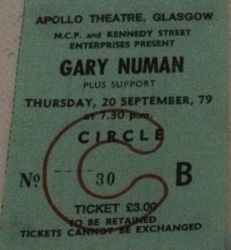 APOLLO THEATRE, GLASGOW
M.C.P. and KENNEDY STREET
ENTERPRISES PRESENT
GARY NUMAN
PLUS SUPPORT
THURSDAY, 20 SEPTEMBER, 79
at 7.30 p.m.
CIRCLE
No 30 B
TICKET £3.00
TO BE RETAINED
TICKETS CANNOT BE EXCHANGED